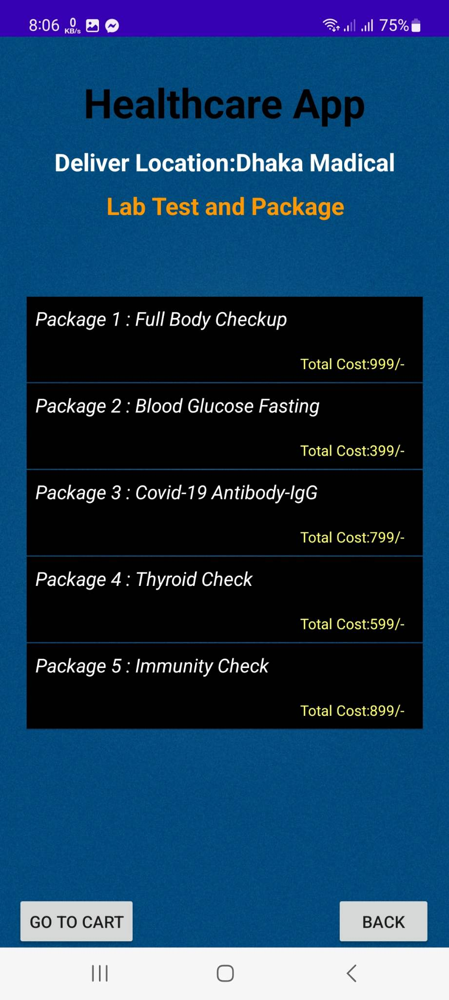 8:06 0 KB/s 75%
Healthcare App
Deliver Location:Dhaka Madical
Lab Test and Package
Package 1 : Full Body Checkup
Total Cost:999/-
Package 2 : Blood Glucose Fasting
Total Cost:399/-
Package 3 : Covid-19 Antibody-IgG
Total Cost:799/-
Package 4 : Thyroid Check
Total Cost:599/-
Package 5 : Immunity Check
Total Cost:899/-
GO TO CART BACK